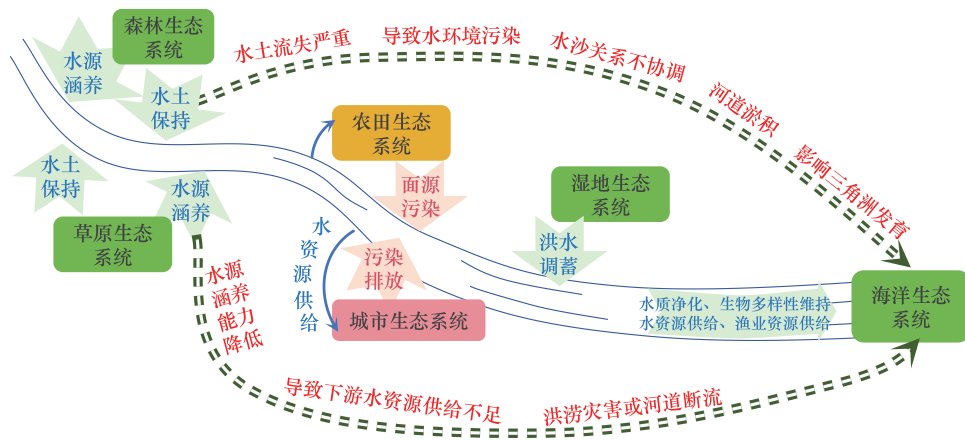 森林生态
系统
水源
涵养
水土
保持
水土流失严重
导致水环境污染
水沙关系不协调
河道淤积
影响三角洲发育
水土
保持
水源
涵养
草原生态
系统
农田生态
系统
面源
污染
湿地生态
系统
洪水
调蓄
水
资
源
供
给
污染
排放
城市生态系统
水质净化、生物多样性维持
水资源供给、渔业资源供给
海洋生态
系统
水源
涵养
能力
降低
导致下游水资源供给不足
洪涝灾害或河道断流